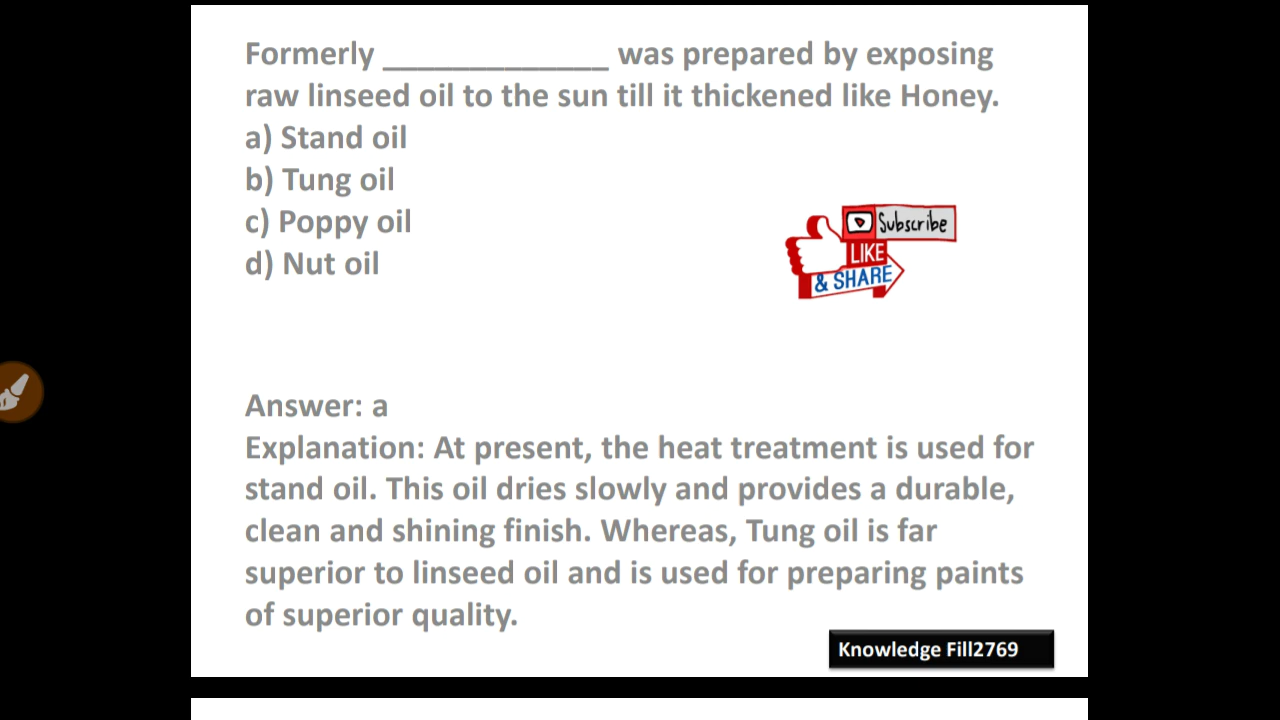 Formerly _____________ was prepared by exposing
raw linseed oil to the sun till it thickened like Honey.
a) Stand oil
b) Tung oil
c) Poppy oil
d) Nut oil
Subscribe
LIKE
& SHARE
Answer: a
Explanation: At present, the heat treatment is used for
stand oil. This oil dries slowly and provides a durable,
clean and shining finish. Whereas, Tung oil is far
superior to linseed oil and is used for preparing paints
of superior quality.
Knowledge Fill2769